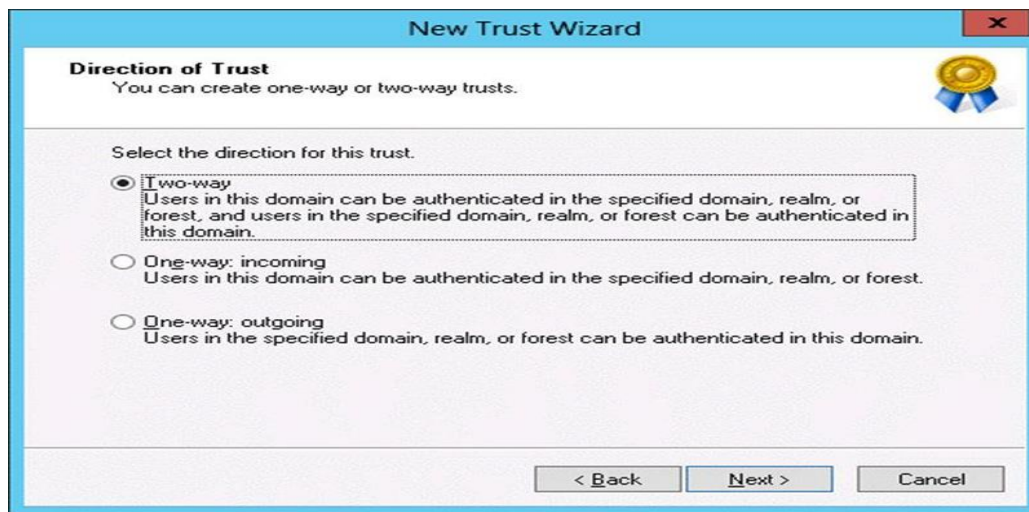 New Trust Wizard
x
Direction of Trust
You can create one-way or two-way trusts.
Select the direction for this trust.
Two-way
Users in this domain can be authenticated in the specified domain, realm, or
forest, and users in the specified domain, realm, or forest can be authenticated in
this domain.
One-way: incoming
Users in this domain can be authenticated in the specified domain, realm, or forest.
One-way: outgoing
Users in the specified domain, realm, or forest can be authenticated in this domain.
< Back Next > Cancel